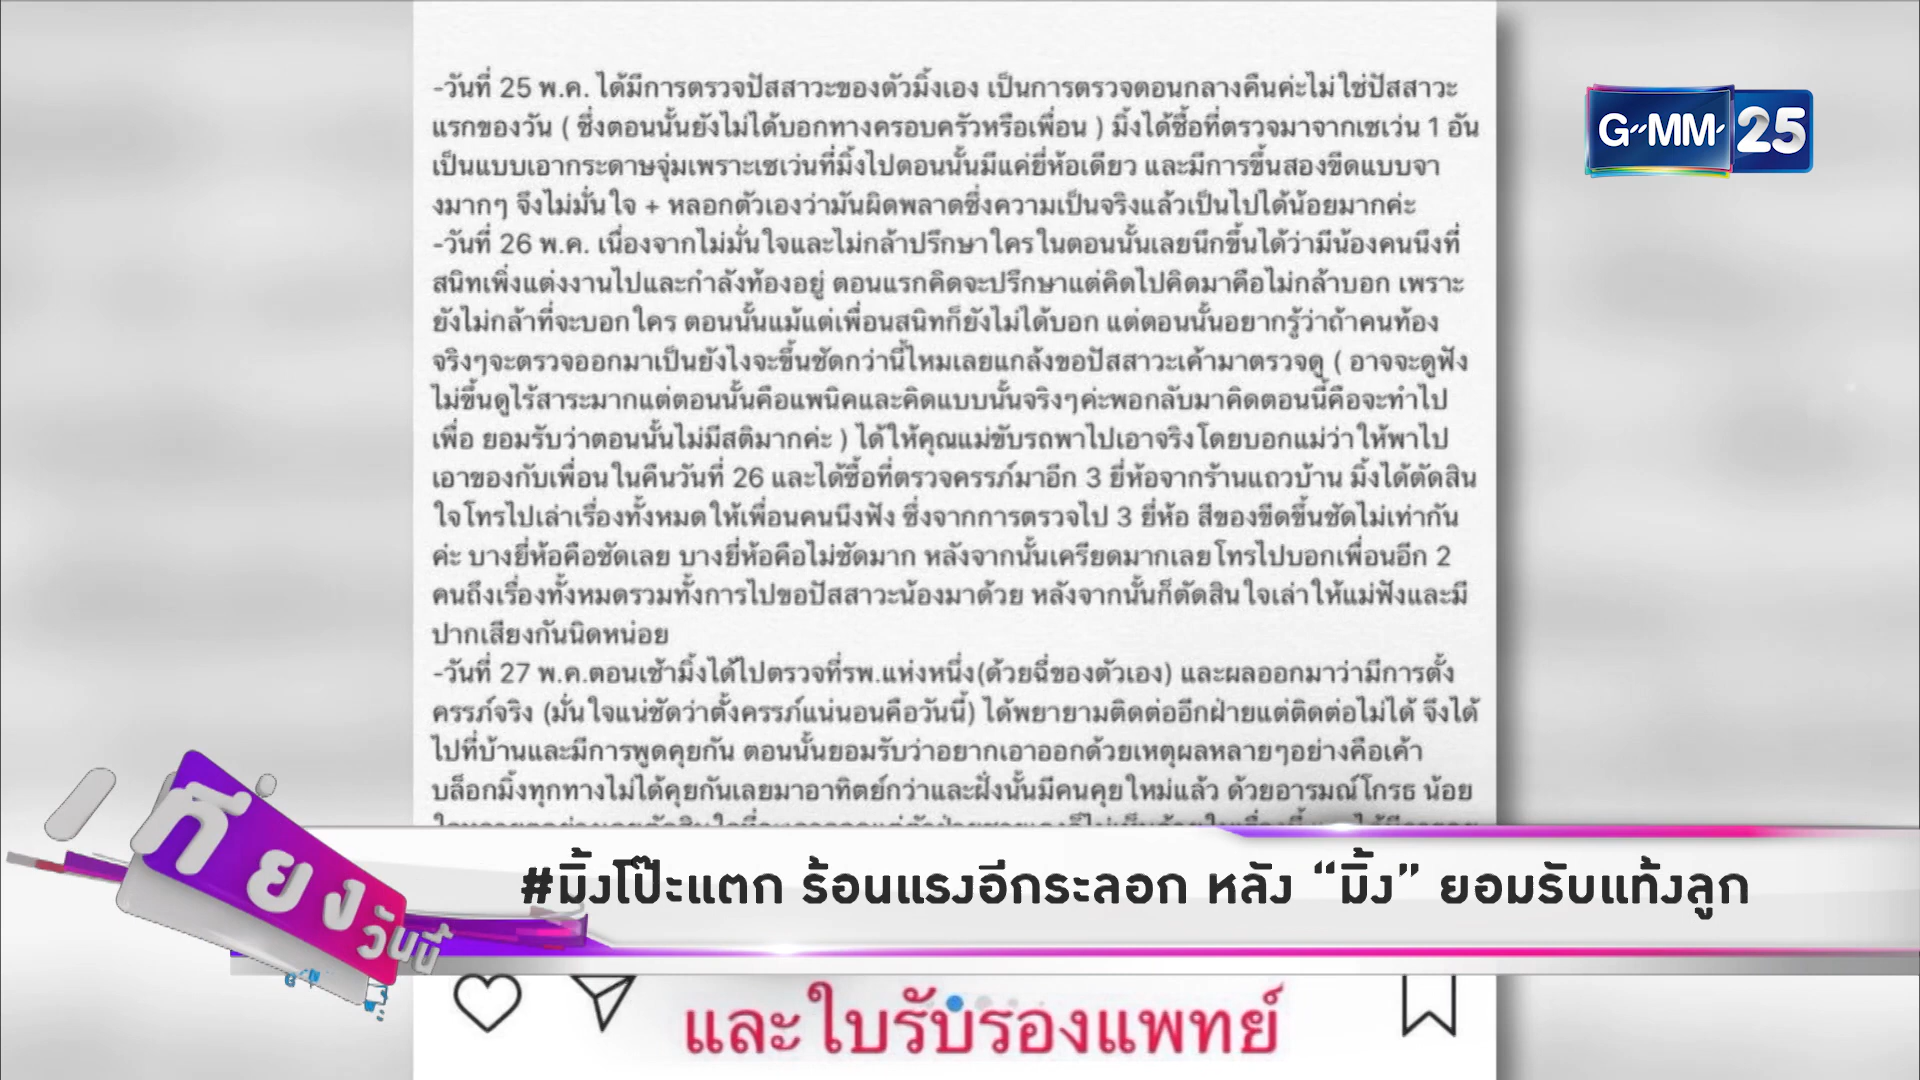 -วันที่ 25 พ.ค. ได้มีการตรวจปัสสาวะของตัวมิ้งเอง เป็นการตรวจตอนกลางคืนค่ะไม่ใช่ปัสสาวะ
แรกของวัน ( ซึ่งตอนนั้นยังไม่ได้บอกทางครอบครัวหรือเพื่อน ) มิ้งได้ซื้อที่ตรวจมาจากเซเว่น 1 อัน
เป็นแบบเอากระดาษจุ่มเพราะเซเว่นที่มิ้งไปตอนนั้นมีแค่ยี่ห้อเดียว และมีการขึ้นสองขีดแบบจา
งมากๆ จึงไม่มั่นใจ + หลอกตัวเองว่ามันผิดพลาดซึ่งความเป็นจริงแล้วเป็นไปได้น้อยมากค่ะ
-วันที่ 26 พ.ค. เนื่องจากไม่มั่นใจและไม่กล้าปรึกษาใครในตอนนั้นเลยนึกขึ้นได้ว่ามีน้องคนนึงที่
สนิทเพิ่งแต่งงานไปและกำลังท้องอยู่ ตอนแรกคิดจะปรึกษาแต่คิดไปคิดมาคือไม่กล้าบอก เพราะ
ยังไม่กล้าที่จะบอกใคร ตอนนั้นแม้แต่เพื่อนสนิทก็ยังไม่ได้บอก แต่ตอนนั้นอยากรู้ว่าถ้าคนท้อง
จริงๆจะตรวจออกมาเป็นยังไงจะขึ้นชัดกว่านี้ไหมเลยแกล้งขอปัสสาวะเค้ามาตรวจดู ( อาจจะดูฟัง
ไม่ขึ้นดูไร้สาระมากแต่ตอนนั้นคือแพนิคและคิดแบบนั้นจริงๆค่ะพอกลับมาคิดตอนนี้คือจะทำไป
เพื่อ ยอมรับว่าตอนนั้นไม่มีสติมากค่ะ ) ได้ให้คุณแม่ขับรถพาไปเอาจริงโดยบอกแม่ว่าให้พาไป
เอาของกับเพื่อนในคืนวันที่ 26 และได้ซื้อที่ตรวจครรภ์มาอีก 3 ยี่ห้อจากร้านแถวบ้าน มิ้งได้ตัดสิน
ใจโทรไปเล่าเรื่องทั้งหมดให้เพื่อนคนนึงฟัง ซึ่งจากการตรวจไป 3 ยี่ห้อ สีของขีดขึ้นชัดไม่เท่ากัน
ค่ะ บางยี่ห้อคือชัดเลย บางยี่ห้อคือไม่ชัดมาก หลังจากนั้นเครียดมากเลยโทรไปบอกเพื่อนอีก 2
คนถึงเรื่องทั้งหมดรวมทั้งการไปขอปัสสาวะน้องมาด้วย หลังจากนั้นก็ตัดสินใจเล่าให้แม่ฟังและมี
ปากเสียงกันนิดหน่อย
-วันที่ 27 พ.ค.ตอนเช้ามิ้งได้ไปตรวจที่รพ.แห่งหนึ่ง(ด้วยฉี่ของตัวเอง) และผลออกมาว่ามีการตั้ง
ครรภ์จริง (มั่นใจแน่ชัดว่าตั้งครรภ์แน่นอนคือวันนี้) ได้พยายามติดต่ออีกฝ่ายแต่ติดต่อไม่ได้ จึงได้
ไปที่บ้านและมีการพูดคุยกัน ตอนนั้นยอมรับว่าอยากเอาออกด้วยเหตุผลหลายๆอย่างคือเค้า
บล็อกมิ้งทุกทางไม่ได้คุยกันเลยมาอาทิตย์กว่าและฝั่งนั้นมีคนคุยใหม่แล้ว ด้วยอารมณ์โกรธ น้อย
G-MM 25
เที่ยงวันนี้
#มิ้งโป๊ะแตก ร้อนแรงอีกระลอก หลัง “มิ้ง” ยอมรับแท้งลูก
และใบรับรองแพทย์